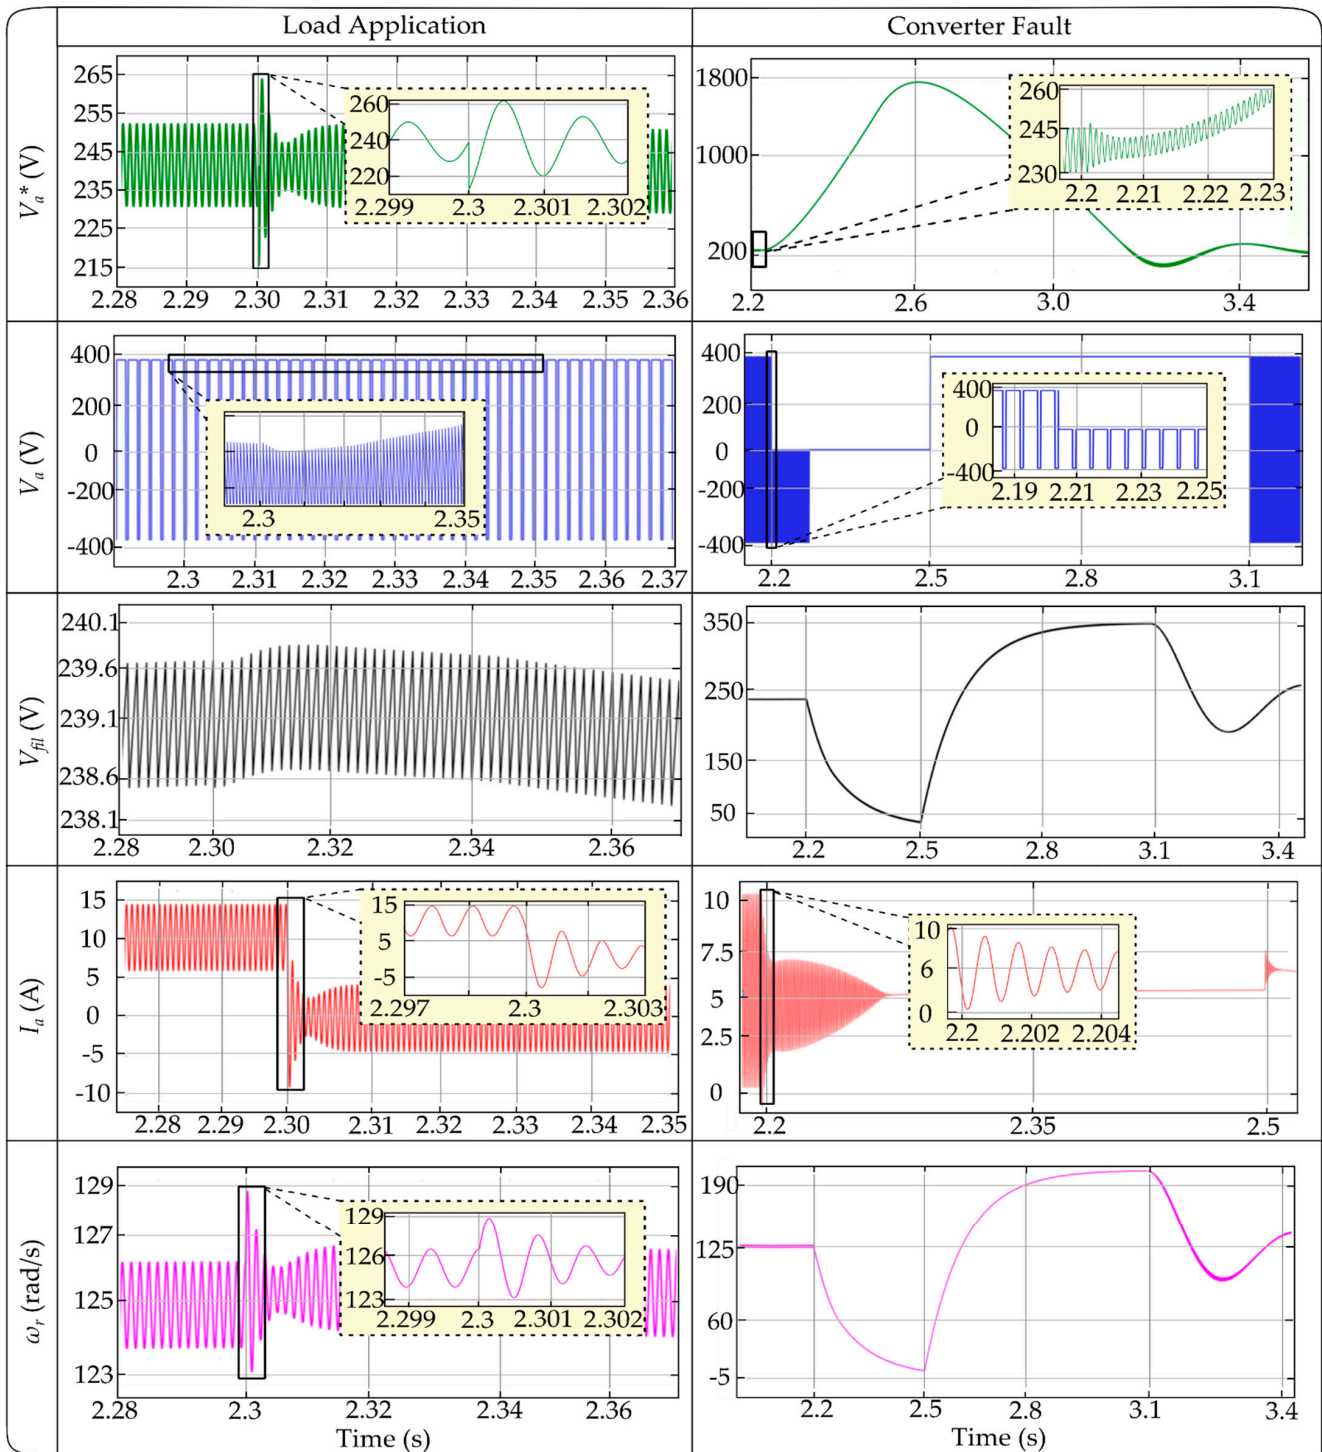 Load Application
Converter Fault
Va* (V)
265
255
245
235
225
215
2.28 2.29 2.30 2.31 2.32 2.33 2.34 2.35 2.36
260
240
220
2.299 2.3 2.301 2.302
1800
1000
200
2.2 2.6 3.0 3.4
260
245
230
2.2 2.21 2.22 2.23
Va (V)
400
200
0
-200
-400
2.3 2.31 2.32 2.33 2.34 2.35 2.36 2.37
2.3 2.35
400
200
0
-200
-400
2.2 2.5 2.8 3.1
400
0
-400
2.19 2.21 2.23 2.25
Vfil (V)
240.1
239.6
239.1
238.6
238.1
2.28 2.30 2.32 2.34 2.36
350
250
150
50
2.2 2.5 2.8 3.1 3.4
Ia (A)
15
10
5
0
-5
-10
2.28 2.29 2.30 2.31 2.32 2.33 2.34 2.35
15
5
-5
2.297 2.3 2.303
10
7.5
5
2.5
0
2.2 2.35 2.5
10
6
0
2.2 2.202 2.204
ωr (rad/s)
129
127
125
123
2.28 2.3 2.32 2.34 2.36
129
126
123
2.299 2.3 2.301 2.302
Time (s)
190
125
60
-5
2.2 2.5 2.8 3.1 3.4
Time (s)